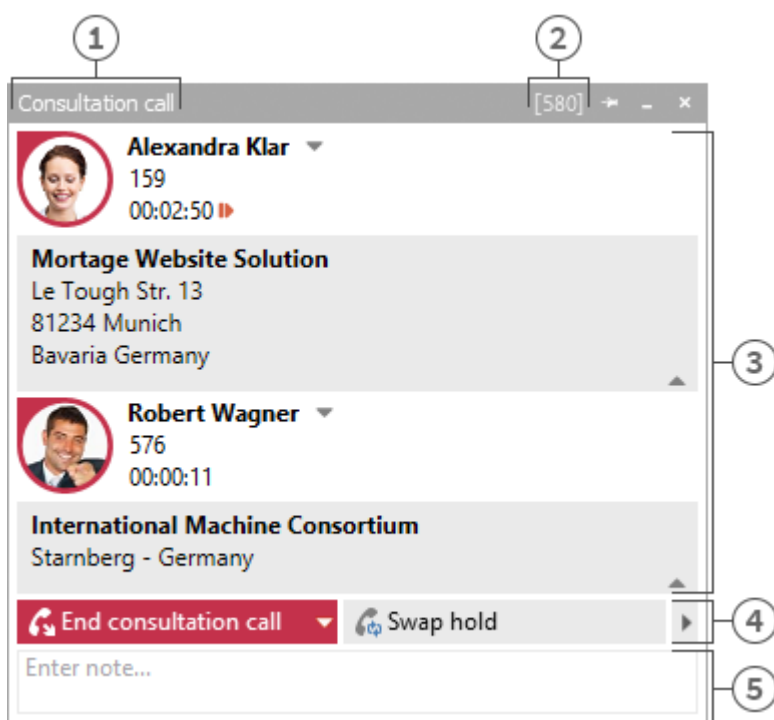 1
2
Consultation call [580]
Alexandra Klar
159
00:02:50
Mortage Website Solution
Le Tough Str. 13
81234 Munich
Bavaria Germany
3
Robert Wagner
576
00:00:11
International Machine Consortium
Starnberg - Germany
End consultation call
Swap hold
4
Enter note...
5